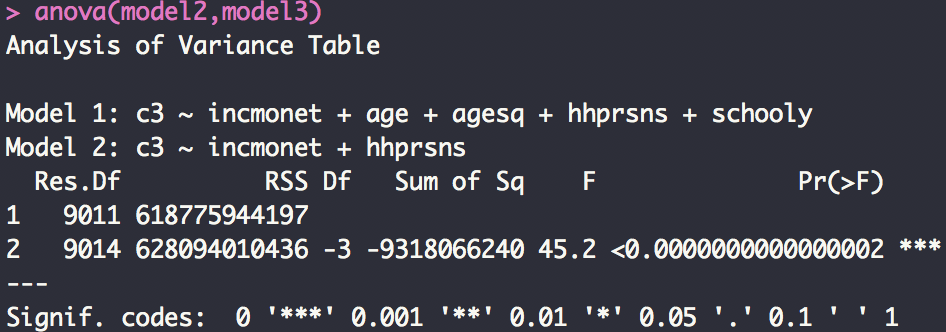 > anova(model2,model3)
Analysis of Variance Table

Model 1: c3 ~ incmonet + age + agesq + hhprsns + schooly
Model 2: c3 ~ incmonet + hhprsns
  Res.Df          RSS Df   Sum of Sq    F              Pr(>F)
1   9011 618775944197
2   9014 628094010436 -3 -9318066240 45.2 <0.0000000000000002 ***
---
Signif. codes:  0 '***' 0.001 '**' 0.01 '*' 0.05 '.' 0.1 ' ' 1